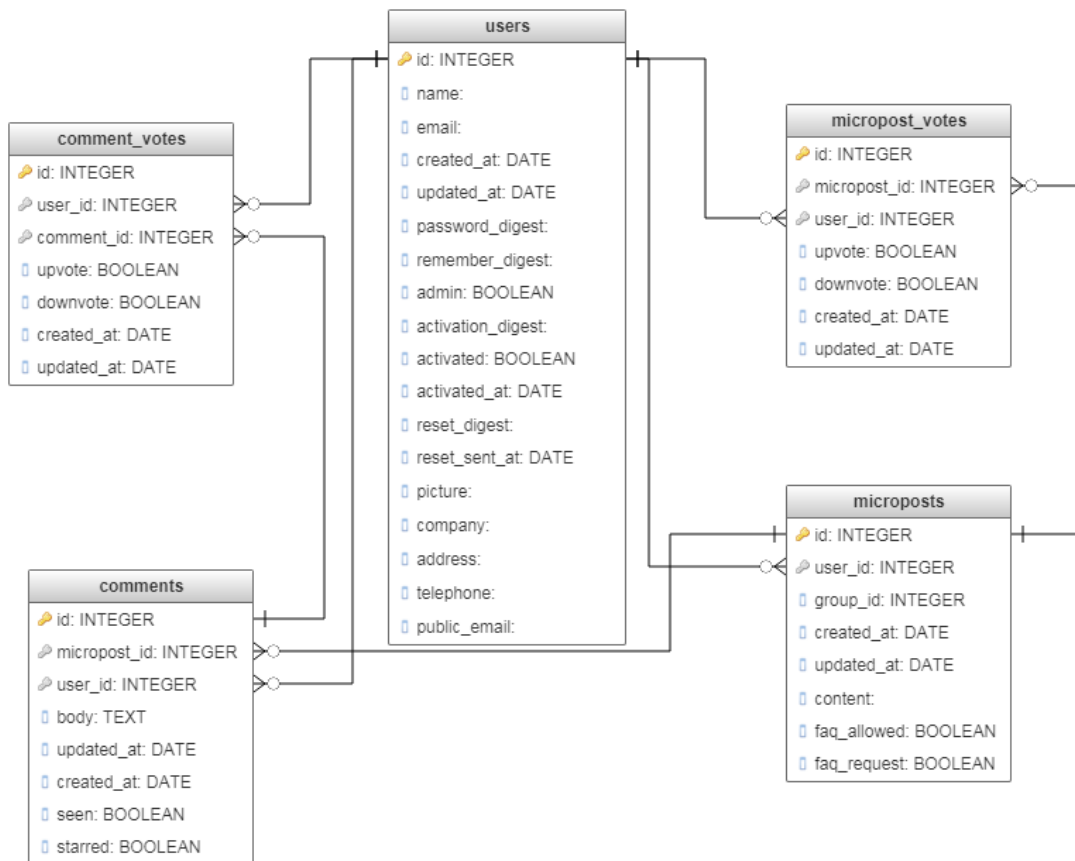 users
id: INTEGER
name:
email:
created_at: DATE
updated_at: DATE
password_digest:
remember_digest:
admin: BOOLEAN
activation_digest:
activated: BOOLEAN
activated_at: DATE
reset_digest:
reset_sent_at: DATE
picture:
company:
address:
telephone:
public_email:
comment_votes
id: INTEGER
user_id: INTEGER
comment_id: INTEGER
upvote: BOOLEAN
downvote: BOOLEAN
created_at: DATE
updated_at: DATE
micropost_votes
id: INTEGER
micropost_id: INTEGER
user_id: INTEGER
upvote: BOOLEAN
downvote: BOOLEAN
created_at: DATE
updated_at: DATE
microposts
id: INTEGER
user_id: INTEGER
group_id: INTEGER
created_at: DATE
updated_at: DATE
content:
faq_allowed: BOOLEAN
faq_request: BOOLEAN
comments
id: INTEGER
micropost_id: INTEGER
user_id: INTEGER
body: TEXT
updated_at: DATE
created_at: DATE
seen: BOOLEAN
starred: BOOLEAN